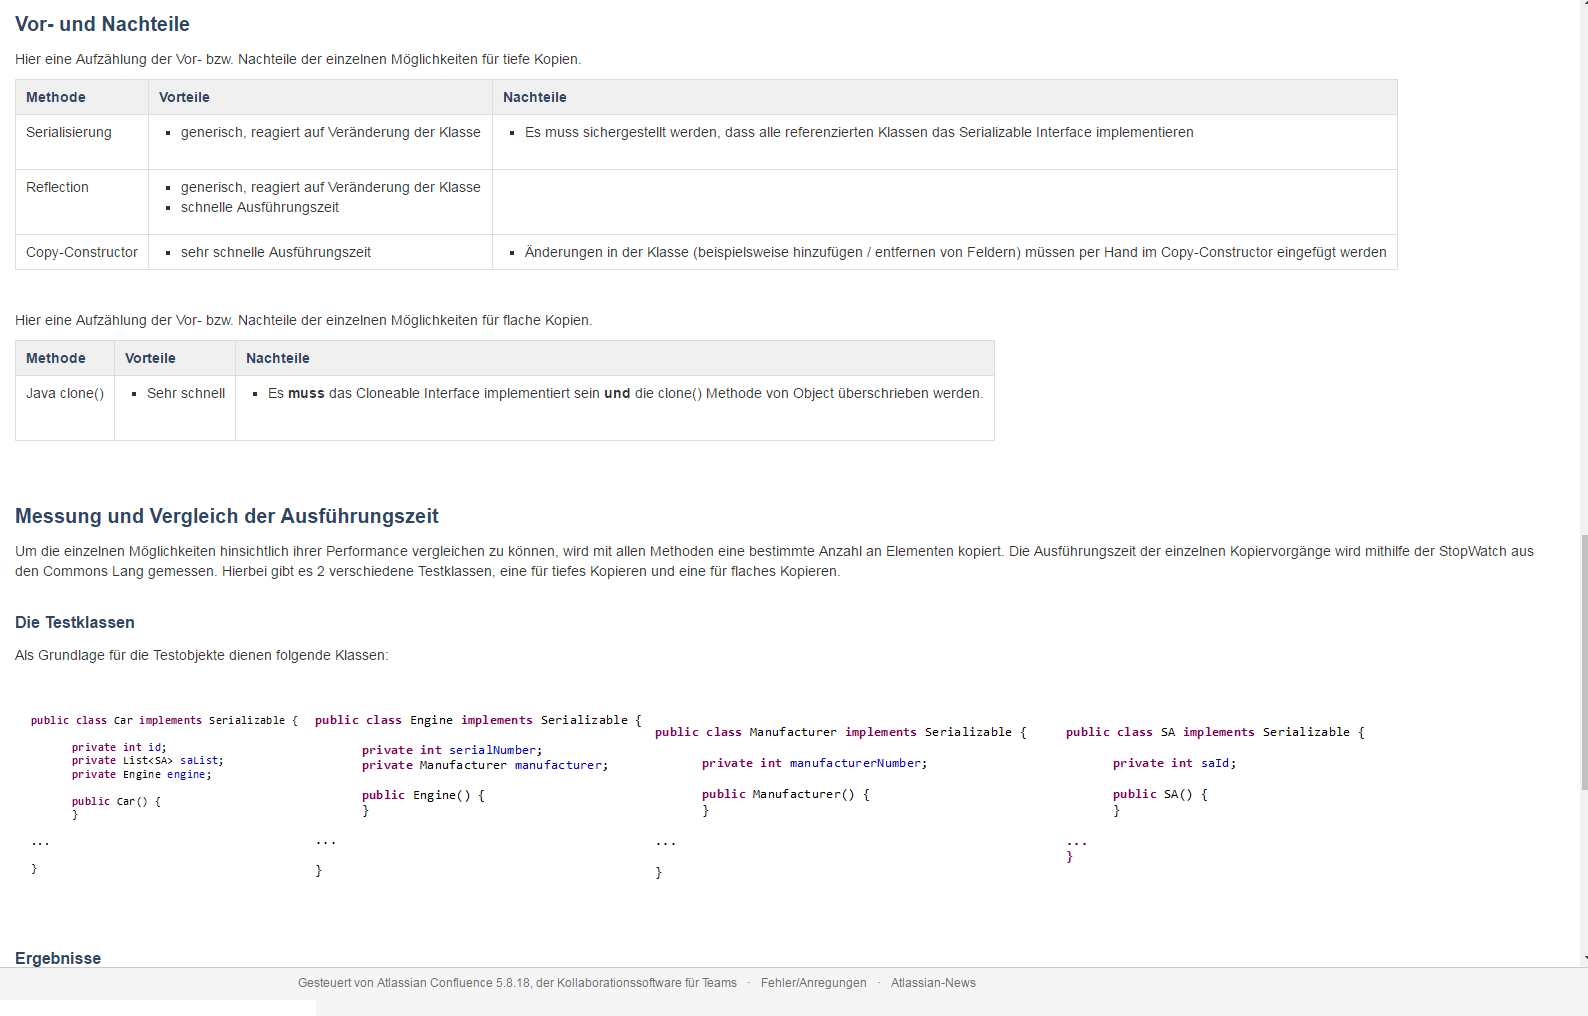 Vor- und Nachteile
Hier eine Aufzählung der Vor- bzw. Nachteile der einzelnen Möglichkeiten für tiefe Kopien.
Methode Vorteile Nachteile
Serialisierung ▪ generisch, reagiert auf Veränderung der Klasse ▪ Es muss sichergestellt werden, dass alle referenzierten Klassen das Serializable Interface implementieren
Reflection ▪ generisch, reagiert auf Veränderung der Klasse
▪ schnelle Ausführungszeit
Copy-Constructor ▪ sehr schnelle Ausführungszeit ▪ Änderungen in der Klasse (beispielsweise hinzufügen / entfernen von Feldern) müssen per Hand im Copy-Constructor eingefügt werden
Hier eine Aufzählung der Vor- bzw. Nachteile der einzelnen Möglichkeiten für flache Kopien.
Methode Vorteile Nachteile
Java clone() ▪ Sehr schnell ▪ Es muss das Cloneable Interface implementiert sein und die clone() Methode von Object überschrieben werden.
Messung und Vergleich der Ausführungszeit
Um die einzelnen Möglichkeiten hinsichtlich ihrer Performance vergleichen zu können, wird mit allen Methoden eine bestimmte Anzahl an Elementen kopiert. Die Ausführungszeit der einzelnen Kopiervorgänge wird mithilfe der StopWatch aus
den Commons Lang gemessen. Hierbei gibt es 2 verschiedene Testklassen, eine für tiefes Kopieren und eine für flaches Kopieren.
Die Testklassen
Als Grundlage für die Testobjekte dienen folgende Klassen:
public class Car implements Serializable {
private int id;
private List<SA> saList;
private Engine engine;
public Car() {
}
...
}
public class Engine implements Serializable {
private int serialNumber;
private Manufacturer manufacturer;
public Engine() {
}
...
}
public class Manufacturer implements Serializable {
private int manufacturerNumber;
public Manufacturer() {
}
...
}
public class SA implements Serializable {
private int saId;
public SA() {
}
...
}
Ergebnisse
Gesteuert von Atlassian Confluence 5.8.18, der Kollaborationssoftware für Teams · Fehler/Anregungen · Atlassian-News